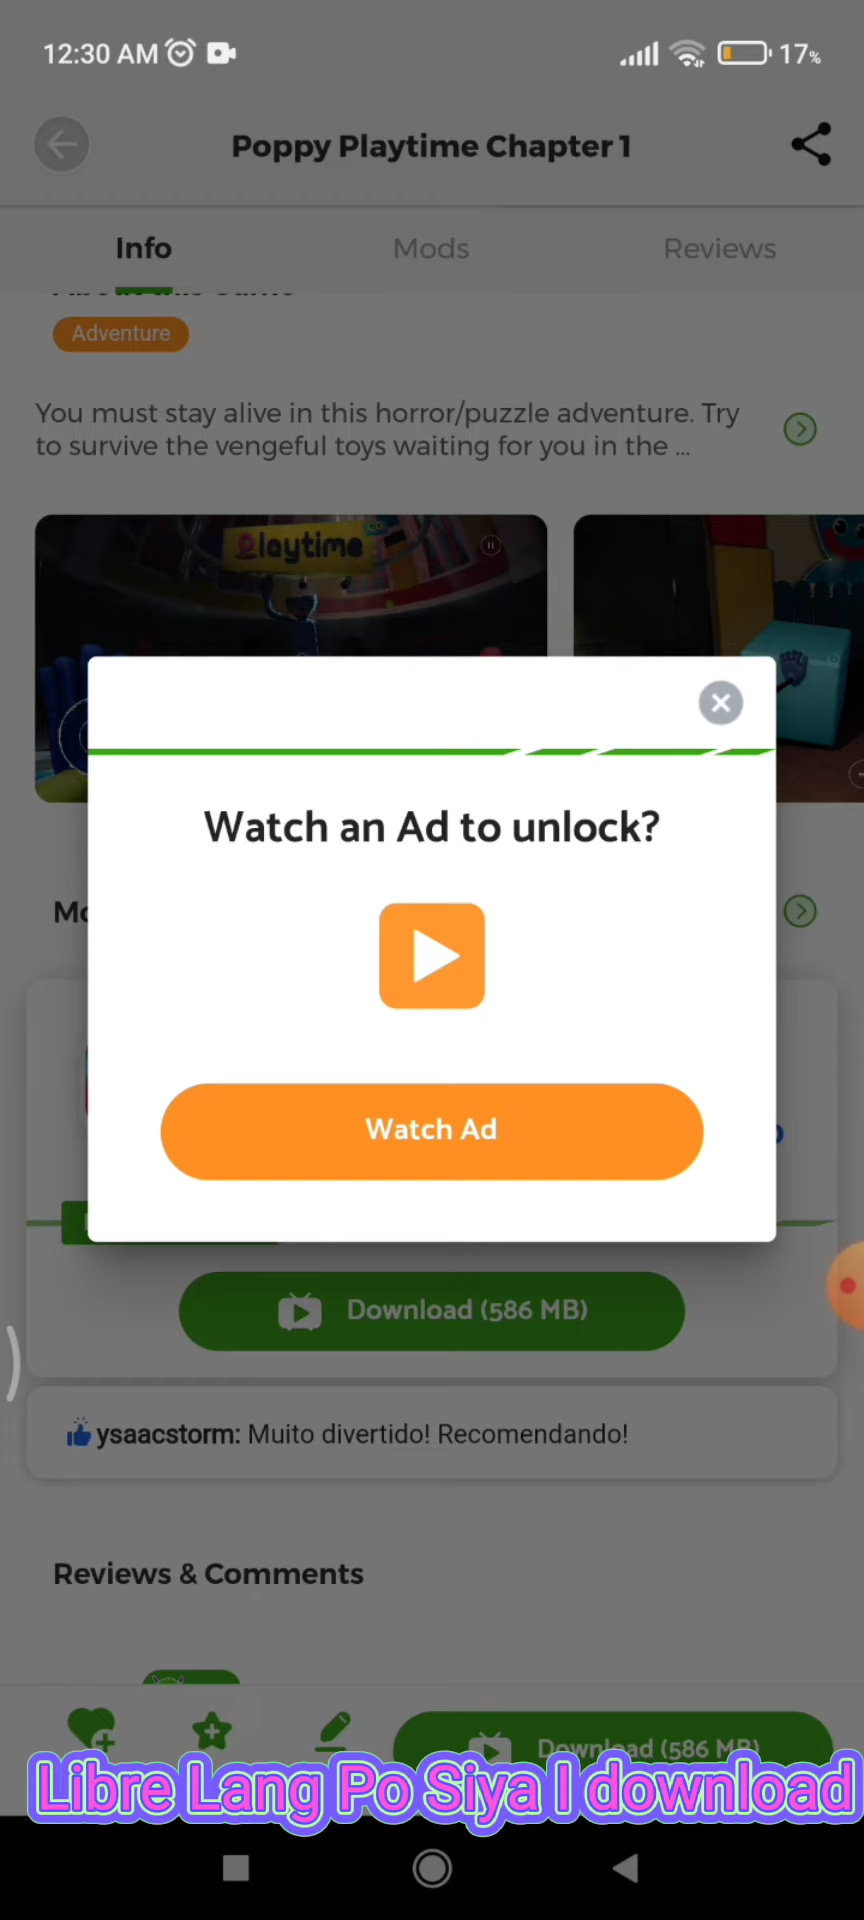 12:30 AM
17%
Poppy Playtime Chapter 1
Info
Mods
Reviews
Adventure
You must stay alive in this horror/puzzle adventure. Try
to survive the vengeful toys waiting for you in the ...
Playtime
Watch an Ad to unlock?
Mo
Watch Ad
Download (586 MB)
ysaacstorm: Muito divertido! Recomendando!
Reviews & Comments
Download (586 MB)
Libre Lang Po Siya I download